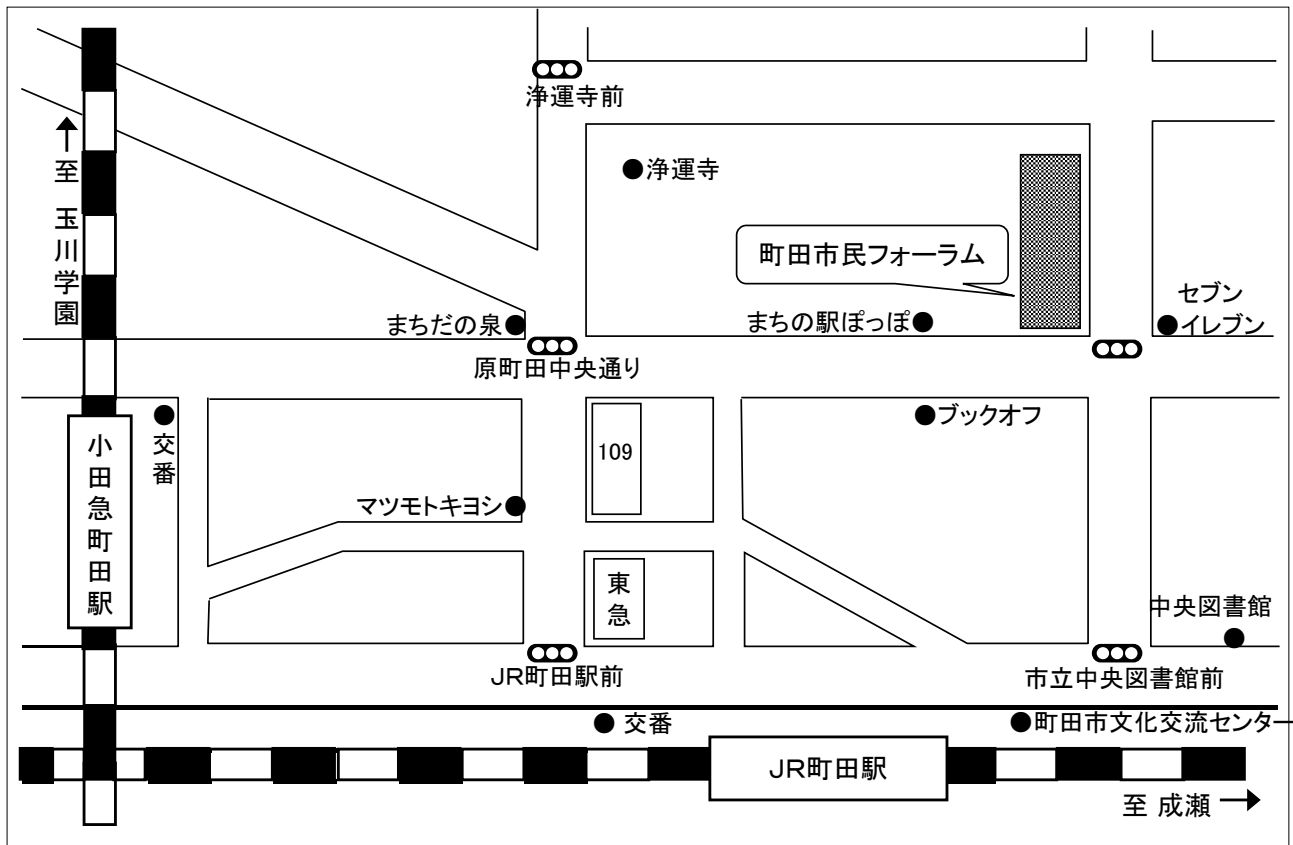 浄運寺前
至 玉川学園
浄運寺
町田市民フォーラム
まちだの泉
原町田中央通り
まちの駅ぽっぽ
セブン
イレブン
小田急町田駅
交番
109
ブックオフ
マツモトキヨシ
東急
中央図書館
JR町田駅前
市立中央図書館前
交番
町田市文化交流センター
JR町田駅
至 成瀬